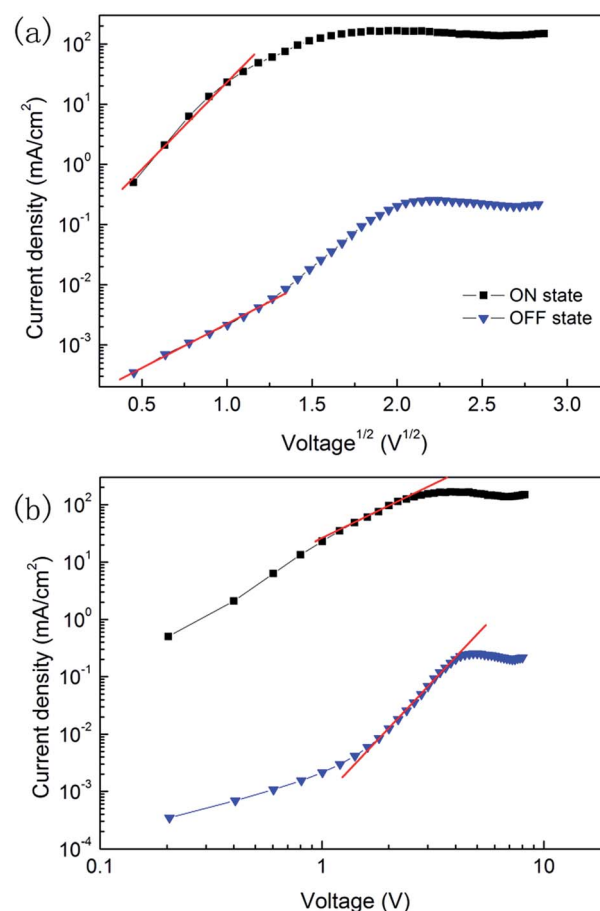 (a)
10^2
10^1
10^0
10^-1
10^-2
10^-3
Current density (mA/cm^2)
ON state
OFF state
0.5 1.0 1.5 2.0 2.5 3.0
Voltage^1/2 (V^1/2)
(b)
10^2
10^1
10^0
10^-1
10^-2
10^-3
10^-4
Current density (mA/cm^2)
0.1 1 10
Voltage (V)